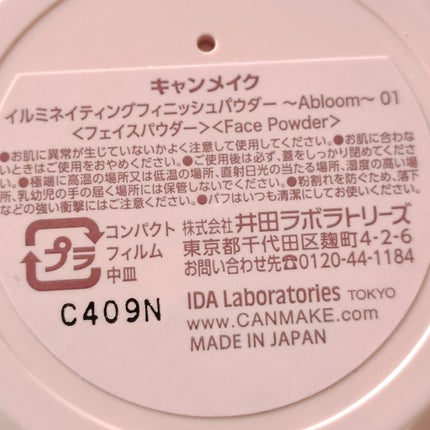 キャンメイク
イルミネイティングフィニッシュパウダー ～Abloom～ 01
<フェイスパウダー><Face Powder>
●お肌に異常が生じていないかよく注意して使用してください。●お肌に合わな
いときはご使用をおやめください。●ご使用後は必ず、蓋をしっかり閉めてくださ
い。●極端に高温の場所又は低温の場所、直射日光の当たる場所、湿度の高い場
所、乳幼児の手の届く場所には保管しないでください。●粉割れを防ぐため、落下
などの強い衝撃にはご注意ください。●パフはいつも清潔にしてお使いください。
プラ
コンパクト
フィルム
中皿
株式会社 井田ラボラトリーズ
東京都千代田区麹町4-2-6
お問い合わせ先☎0120-44-1184
C409N
IDA Laboratories TOKYO
www.CANMAKE.com
MADE IN JAPAN